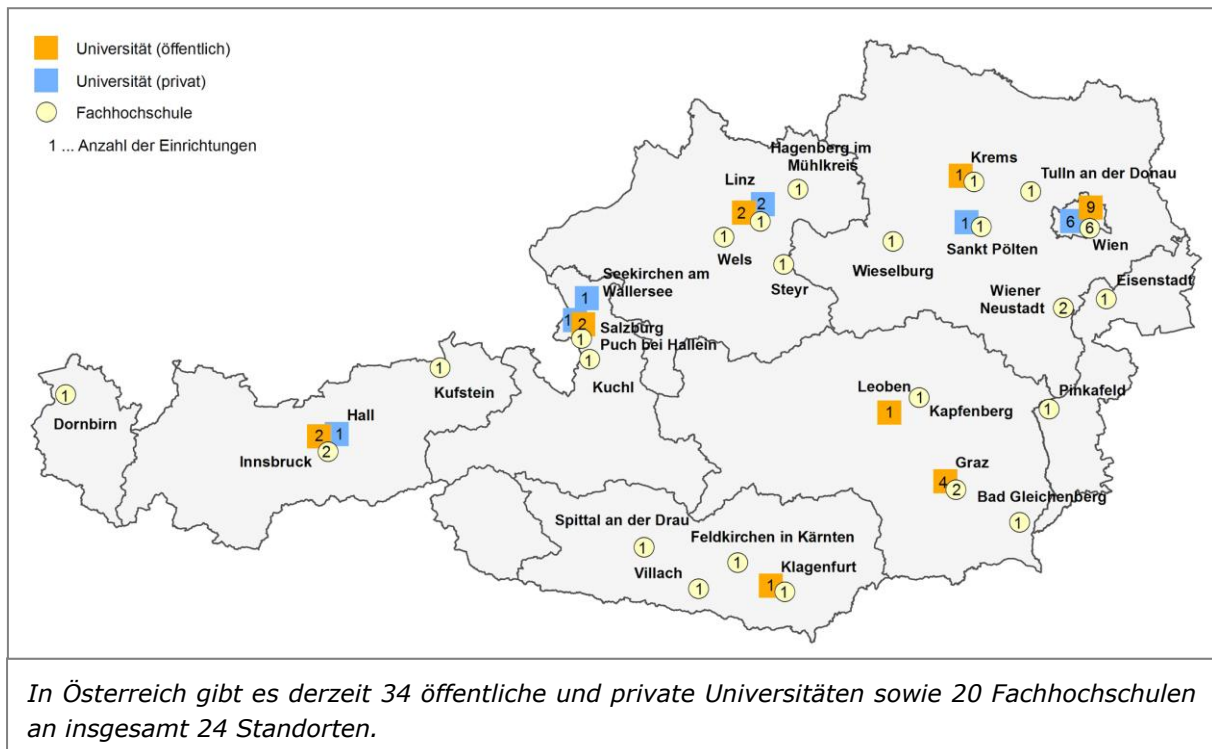 Universität (öffentlich)
Universität (privat)
Fachhochschule
1 ... Anzahl der Einrichtungen
Hagenberg im
Mühlkreis
1
Linz
2
2
1
1
Wels
1
Steyr
Krems
1
1
Tulln an der Donau
1
1
1
Sankt Pölten
9
6
6
Wien
1
Wieselburg
Seekirchen am
Wallersee
1
1
2
Salzburg
1
Puch bei Hallein
1
Kuchl
Wiener
Neustadt
2
Eisenstadt
1
1
Kufstein
1
Dornbirn
Hall
2
1
Innsbruck
2
Leoben
1
1
Kapfenberg
Pinkafeld
1
Graz
4
2
Bad Gleichenberg
1
Spittal an der Drau
1
Feldkirchen in Kärnten
1
Villach
1
Klagenfurt
1
1
In Österreich gibt es derzeit 34 öffentliche und private Universitäten sowie 20 Fachhochschulen
an insgesamt 24 Standorten.